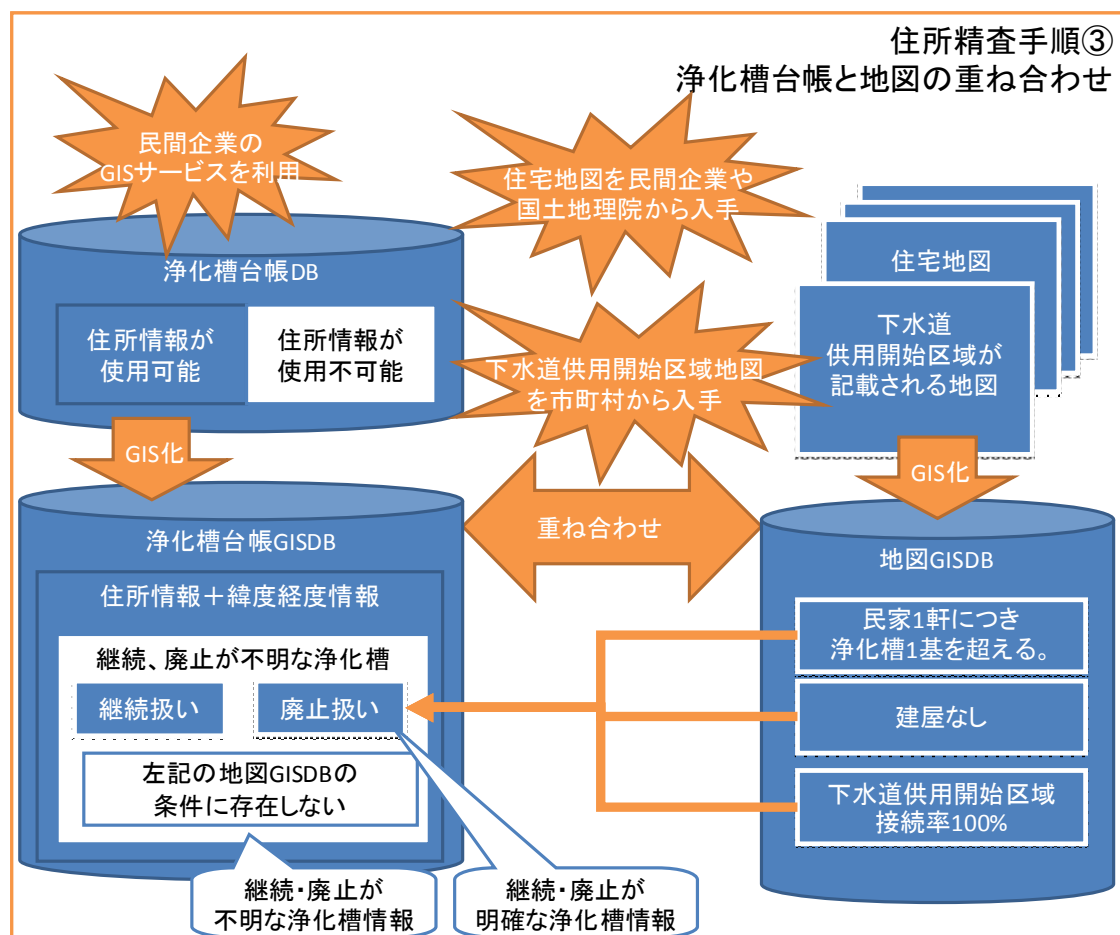 住所精査手順③
浄化槽台帳と地図の重ね合わせ
民間企業の
GISサービスを利用
住宅地図を民間企業や
国土地理院から入手
浄化槽台帳DB
住所情報が
使用可能
住所情報が
使用不可能
下水道供用開始区域地図
を市町村から入手
住宅地図
下水道
供用開始区域が
記載される地図
GIS化
GIS化
重ね合わせ
浄化槽台帳GISDB
住所情報＋緯度経度情報
継続、廃止が不明な浄化槽
継続扱い
廃止扱い
左記の地図GISDBの
条件に存在しない
地図GISDB
民家1軒につき
浄化槽1基を超える。
建屋なし
下水道供用開始区域
接続率100%
継続・廃止が
不明な浄化槽情報
継続・廃止が
明確な浄化槽情報